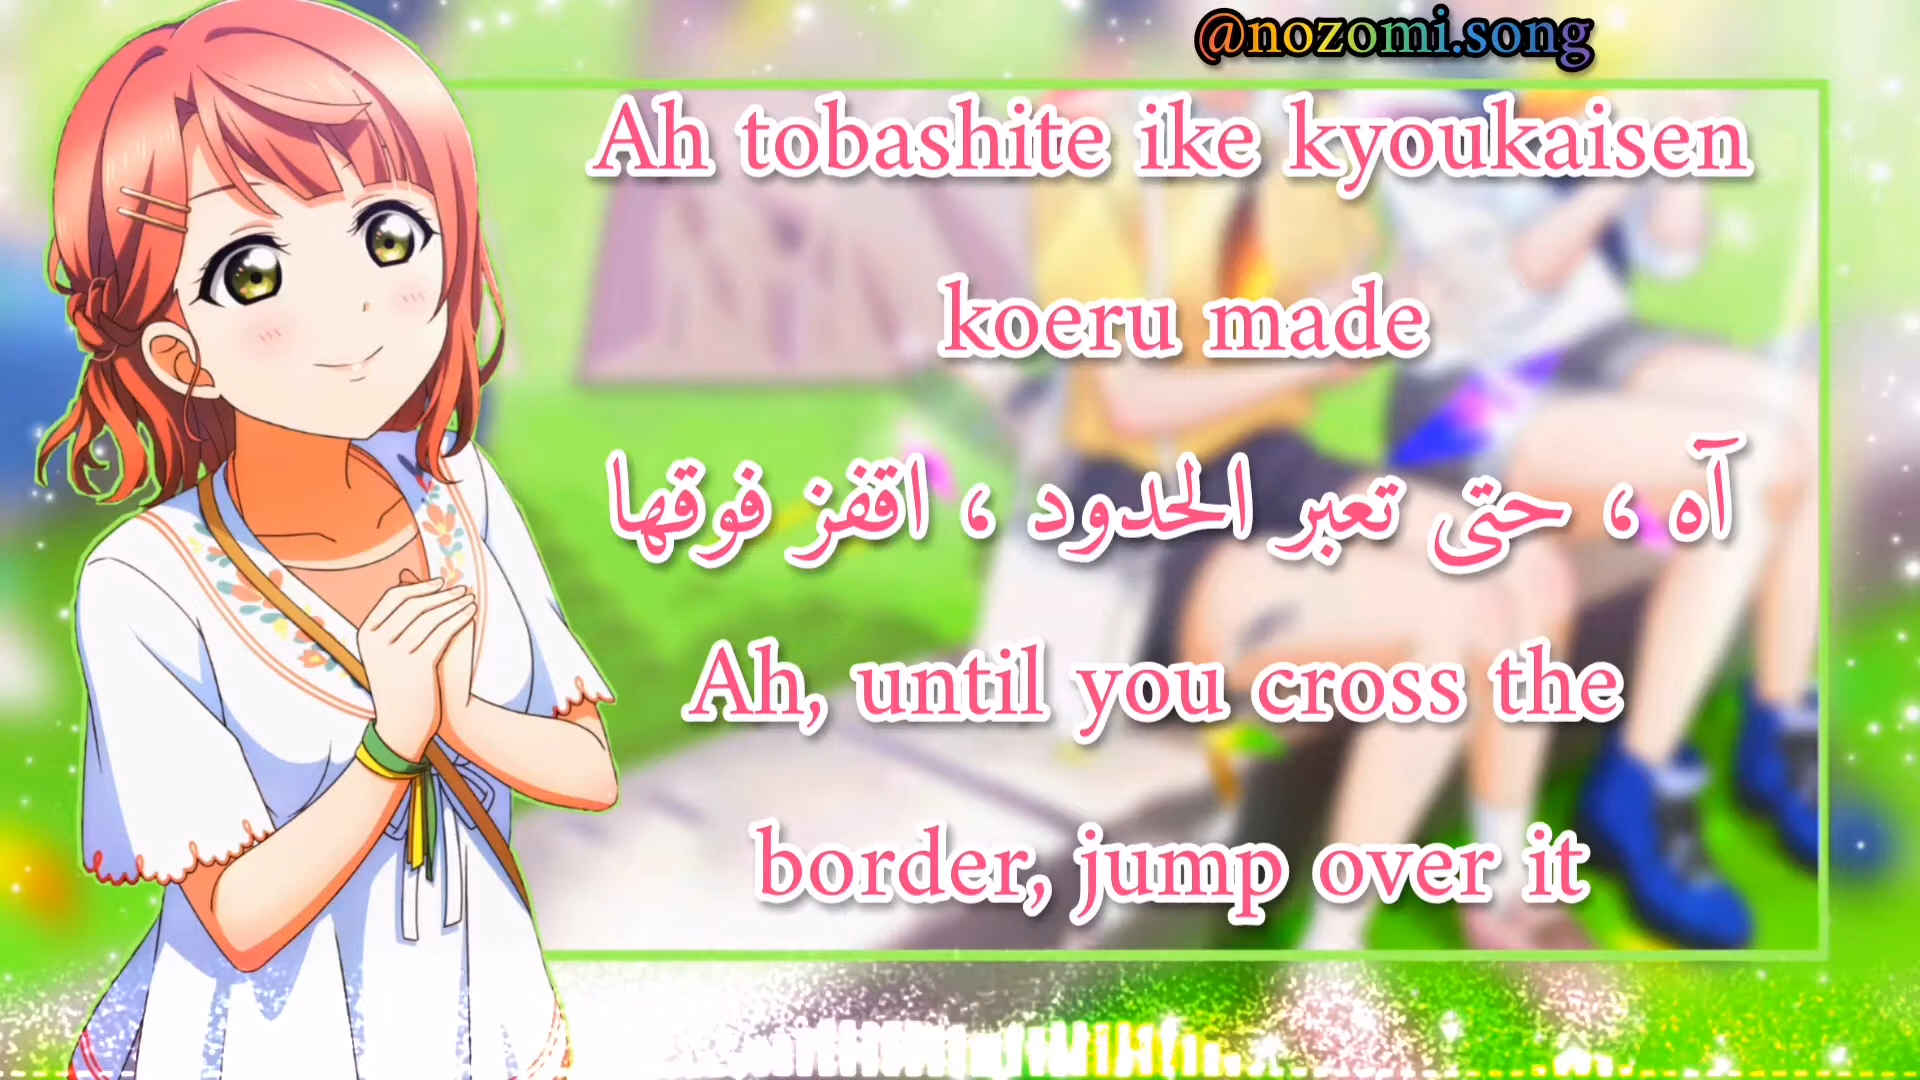 @nozomi.song
Ah tobashite ike kyoukaisen
koeru made
آه ، حتى تعبر الحدود ، اقفز فوقها
Ah, until you cross the
border, jump over it